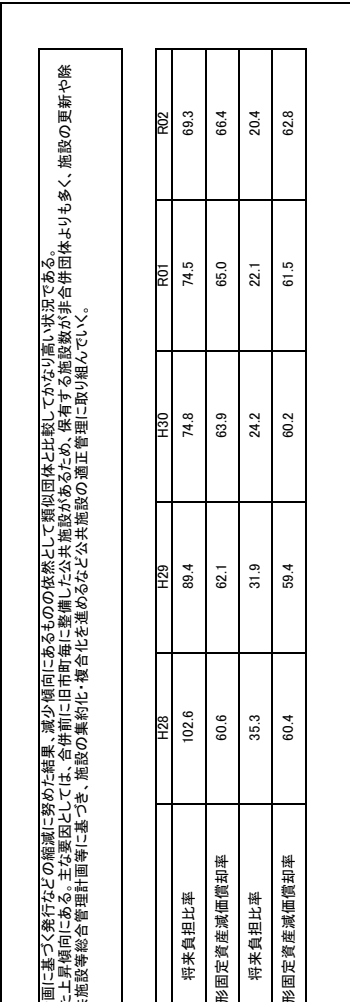 画に基づく発行などの縮減に努めた結果、減少傾向にあるものの依然として類似団体と比較してかなり高い状況である。
た上昇傾向にある。主な要因としては、合併前に旧市町毎に整備した公共施設があるため、保有する施設数が非合併団体よりも多く、施設の更新や除
共施設等総合管理計画等に基づき、施設の集約化・複合化を進めるなど公共施設の適正管理に取り組んでいく。
H28 H29 H30 R01 R02
将来負担比率 102.6 89.4 74.8 74.5 69.3
形固定資産減価償却率 60.6 62.1 63.9 65.0 66.4
将来負担比率 35.3 31.9 24.2 22.1 20.4
形固定資産減価償却率 60.4 59.4 60.2 61.5 62.8